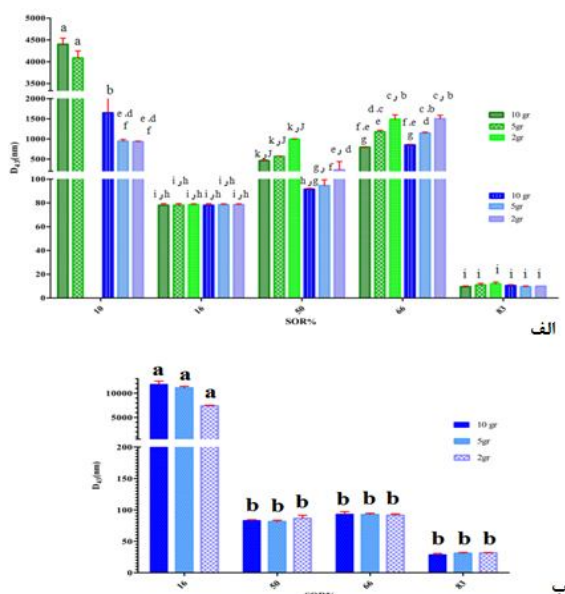 a
a
b
e.d
f
e.d
f
i,h
i,h
i,h
i,h
i,h
i,h
k,J
k,J
k,J
h,g
g,f
e,d
f.e
g
d.c
e
c,b
f.e
g
c.b
d
c,b
i
i
i
i
i
i
D₄₃(nm)
5000
4500
4000
3500
3000
2000
1500
1000
500
100
80
60
40
20
0
10
16
50
66
83
SOR%
10 gr
5gr
2gr
10 gr
5gr
2gr
الف
a
a
a
b
b
b
b
b
b
b
b
b
D₄₃(nm)
10000
5000
200
150
100
50
0
16
50
66
83
10 gr
5gr
2gr
ب